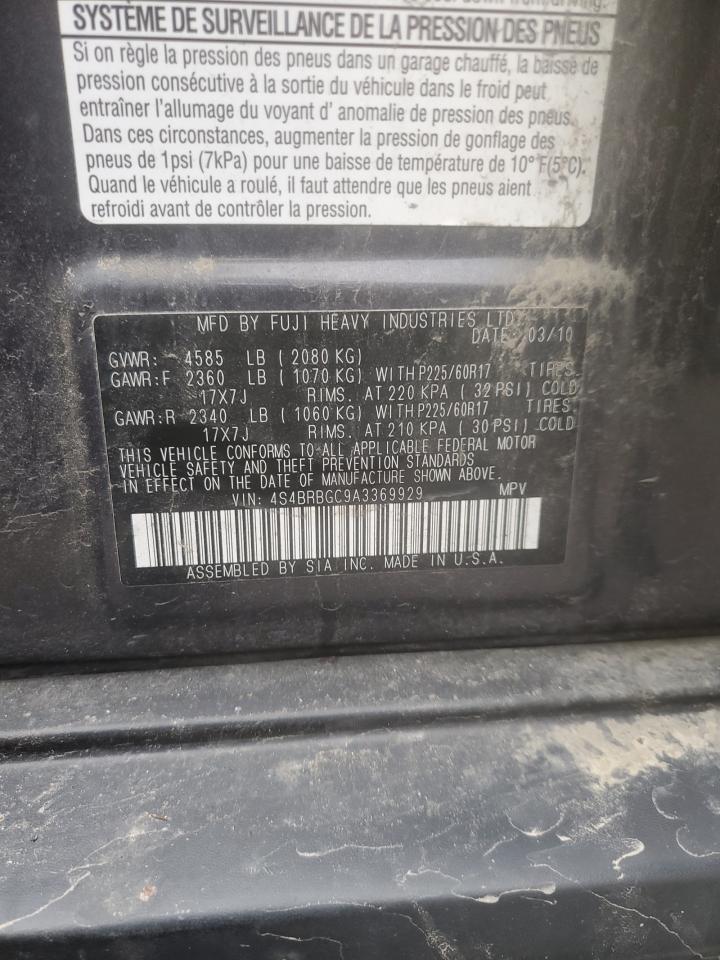 SYSTÈME DE SURVEILLANCE DE LA PRESSION DES PNEUS
Si on règle la pression des pneus dans un garage chauffé, la baisse de
pression consécutive à la sortie du véhicule dans le froid peut
entraîner l'allumage du voyant d' anomalie de pression des pneus.
Dans ces circonstances, augmenter la pression de gonflage des
pneus de 1psi (7kPa) pour une baisse de température de 10° F(5°C).
Quand le véhicule a roulé, il faut attendre que les pneus aient
refroidi avant de contrôler la pression.
MFD BY FUJI HEAVY INDUSTRIES LTD.
DATE: 03/10
GVWR: 4585 LB (2080 KG)
GAWR:F 2360 LB (1070 KG) WITH P225/60R17 TIRES.
17X7J RIMS. AT 220 KPA (32 PSI) COLD
GAWR:R 2340 LB (1060 KG) WITH P225/60R17 TIRES.
17X7J RIMS. AT 210 KPA (30 PSI) COLD
THIS VEHICLE CONFORMS TO ALL APPLICABLE FEDERAL MOTOR
VEHICLE SAFETY AND THEFT PREVENTION STANDARDS
IN EFFECT ON THE DATE OF MANUFACTURE SHOWN ABOVE.
VIN: 4S4BRBGC9A3369929 MPV
ASSEMBLED BY SIA INC. MADE IN U.S.A.